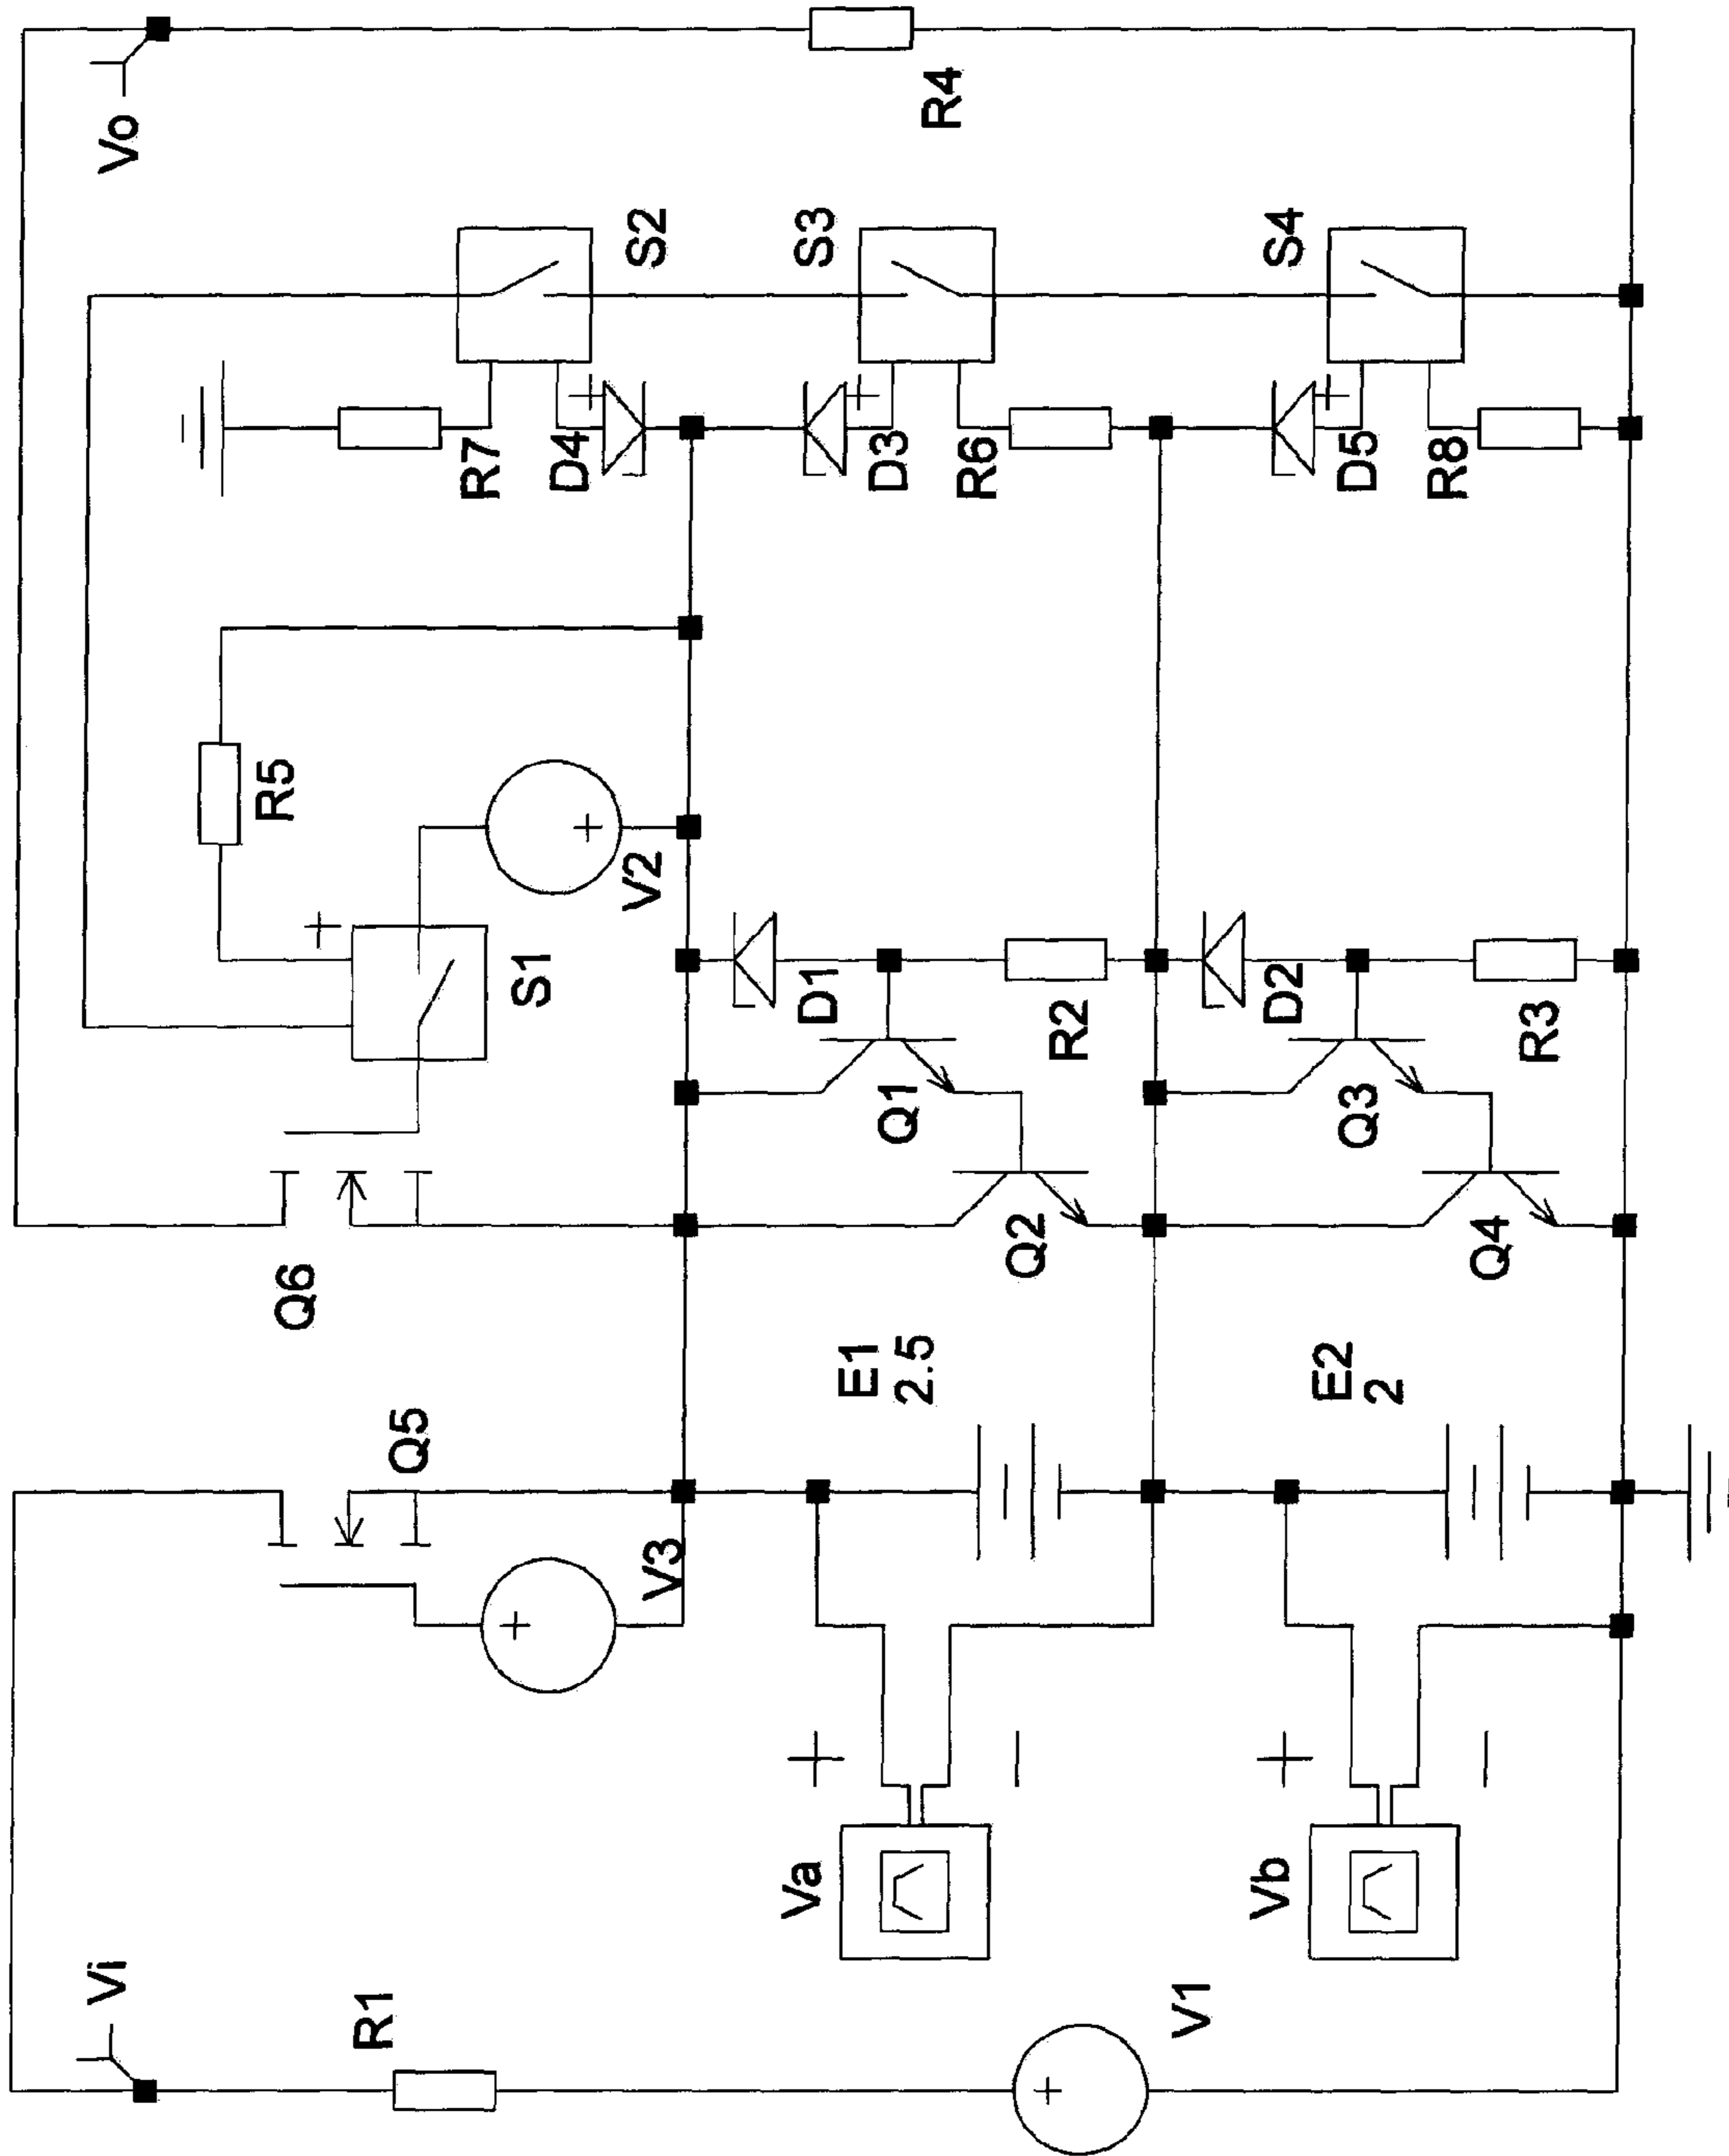 Vo
R4
S2
S3
S4
R7
D4
D3
R6
D5
R8
R5
V2
S1
D1
R2
D2
R3
Q1
Q3
Q2
Q4
Q6
E1
2.5
E2
2
Q5
V3
Va
Vb
Vi
R1
V1